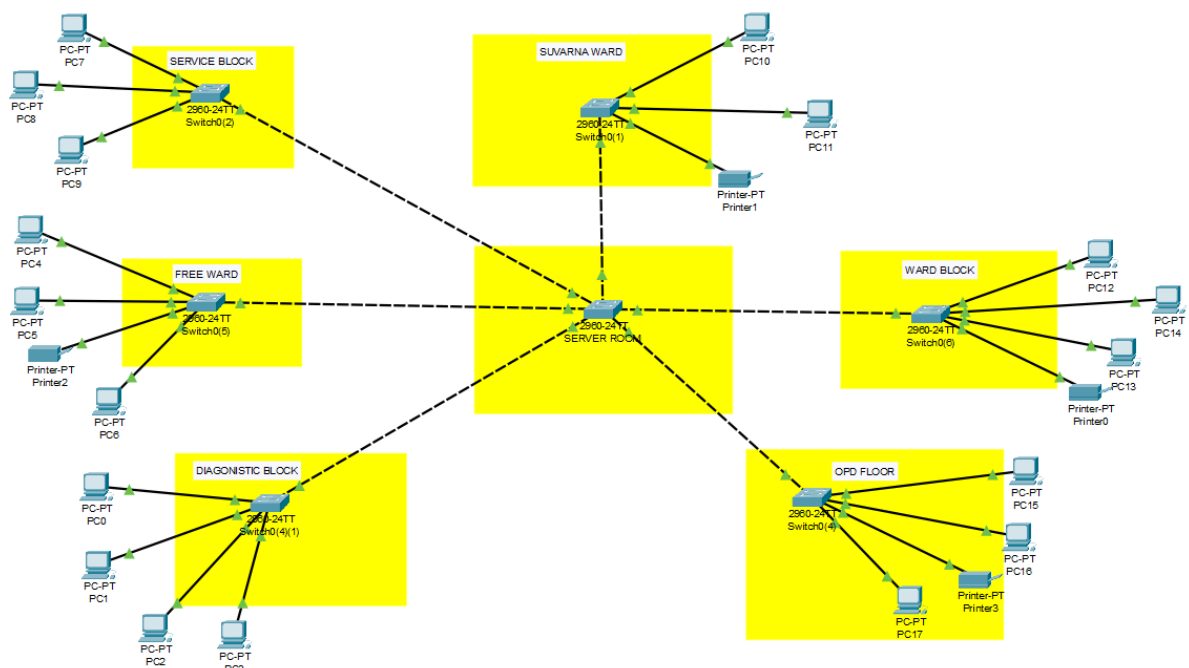 PC-PT
PC7
SERVICE BLOCK
PC-PT
PC8
2960-24TT
Switch0(2)
PC-PT
PC9
SUVARNA WARD
PC-PT
PC10
2960-24TT
Switch0(1)
PC-PT
PC11
Printer-PT
Printer1
PC-PT
PC4
FREE WARD
PC-PT
PC5
2960-24TT
Switch0(5)
Printer-PT
Printer2
PC-PT
PC6
2960-24TT
SERVER ROOM
WARD BLOCK
PC-PT
PC12
2960-24TT
Switch0(6)
PC-PT
PC14
PC-PT
PC13
Printer-PT
Printer0
DIAGONISTIC BLOCK
PC-PT
PC0
2960-24TT
Switch0(4)(1)
PC-PT
PC1
PC-PT
PC2
PC-PT
OPD FLOOR
PC-PT
PC15
2960-24TT
Switch0(4)
PC-PT
PC16
Printer-PT
Printer3
PC-PT
PC17